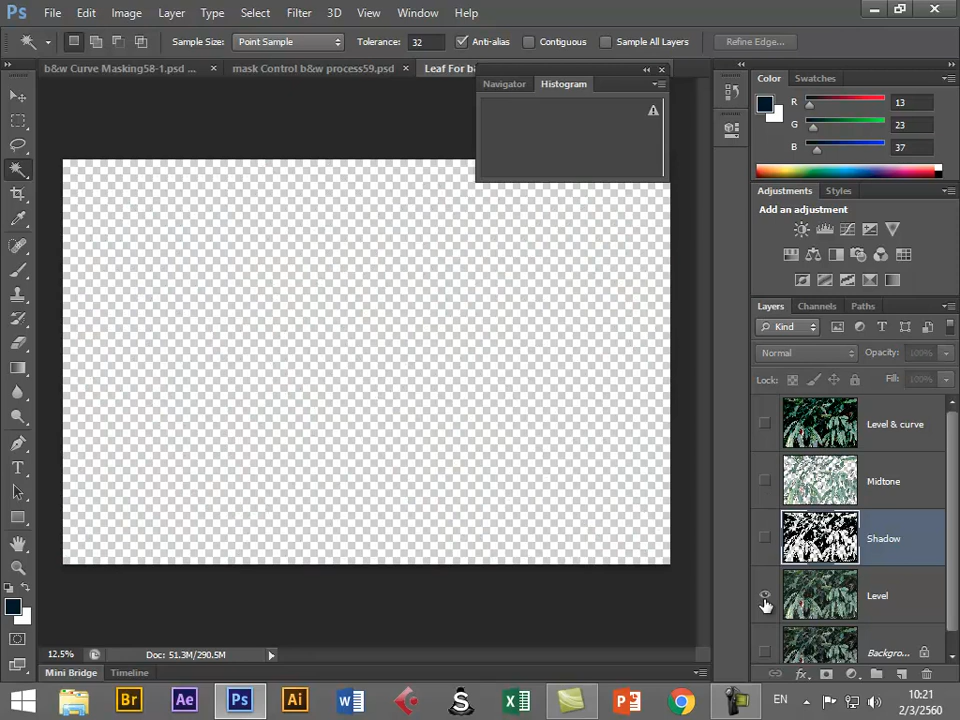 Ps File Edit Image Layer Type Select Filter 3D View Window Help
Sample Size: Point Sample Tolerance: 32 Anti-alias Contiguous Sample All Layers Refine Edge...
b&w Curve Masking58-1.psd ... × mask Control b&w process59.psd × Leaf For b
Navigator Histogram
Color Swatches
R 13
G 23
B 37
Adjustments Styles
Add an adjustment
Layers Channels Paths
Kind
Normal Opacity: 100%
Lock: Fill: 100%
Level & curve
Midtone
Shadow
Level
Backgro...
12.5% Doc: 51.3M/290.5M
Mini Bridge Timeline
Br Ae Ps Ai W S X P EN 10:21
2/3/2560